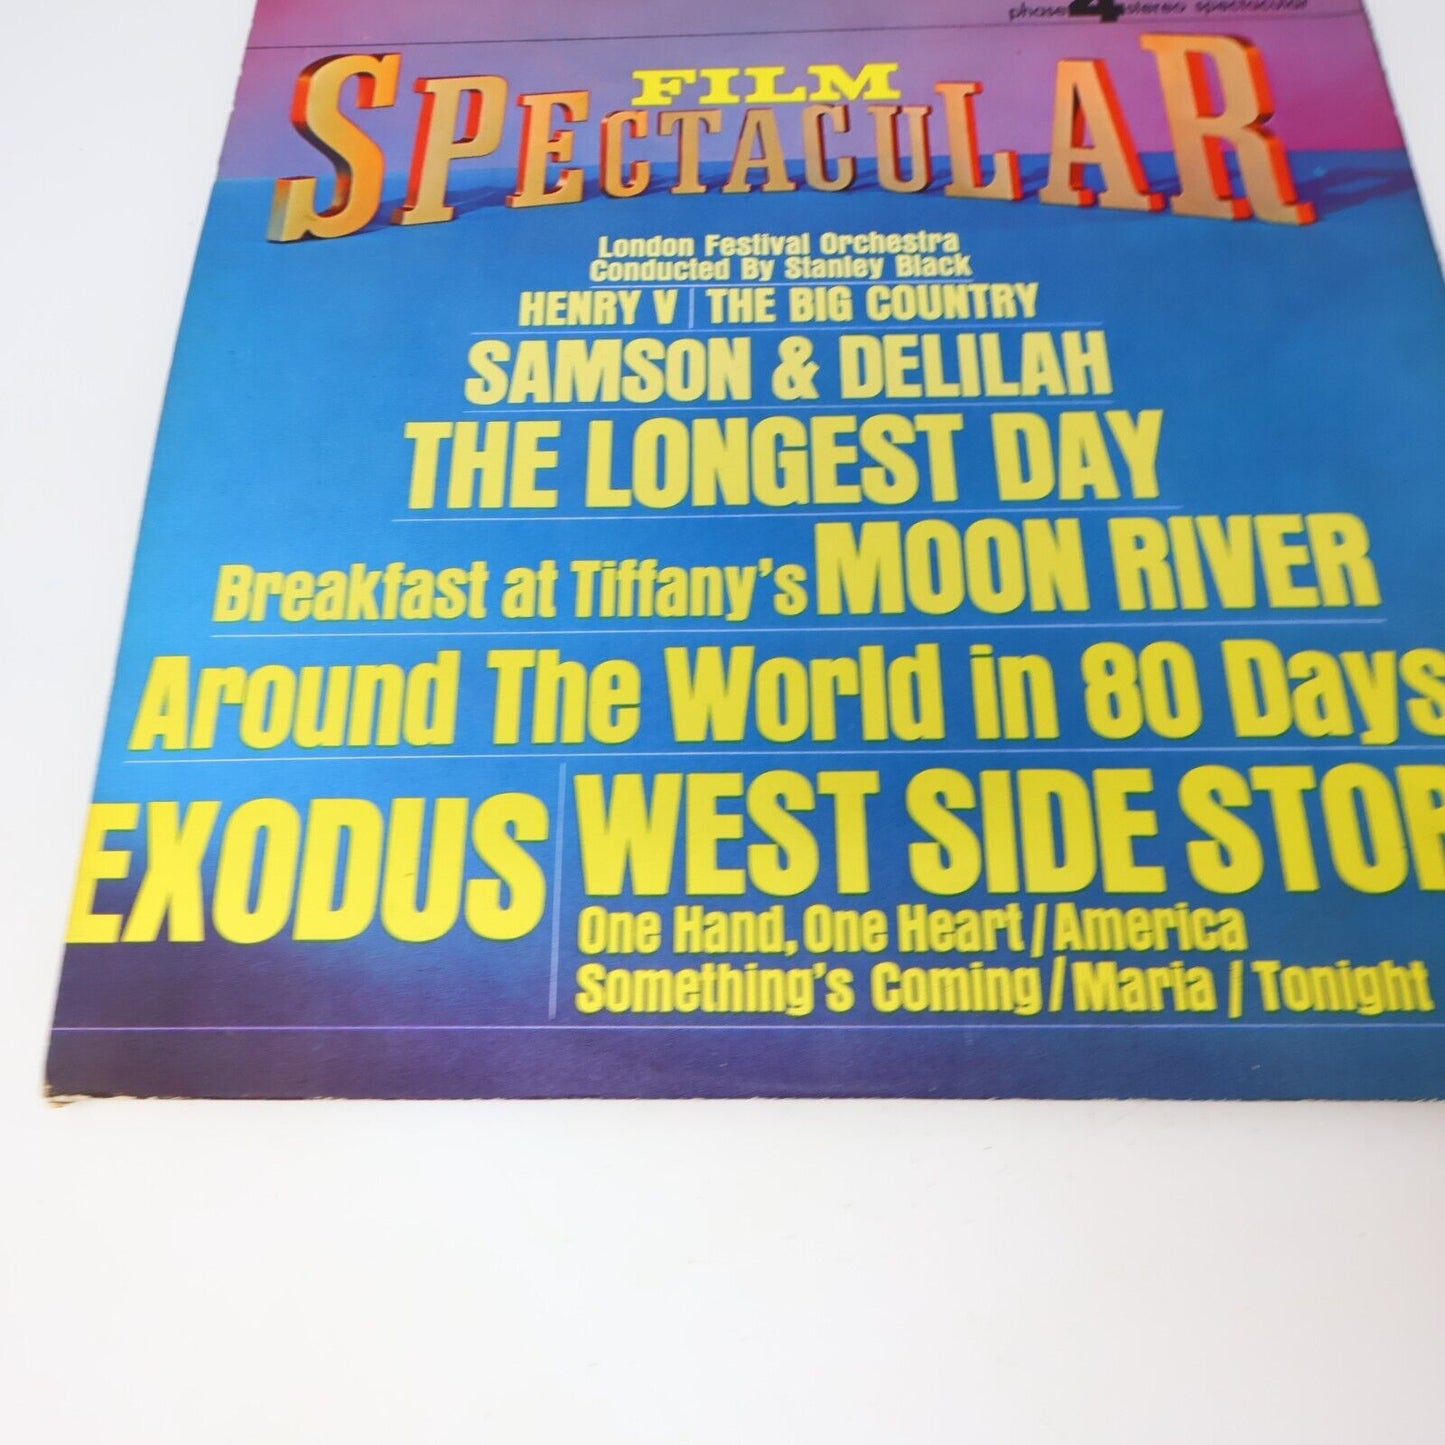 phase 4 stereo spectacular
FILM
SPECTACULAR
London Festival Orchestra
Conducted By Stanley Black
HENRY V | THE BIG COUNTRY
SAMSON & DELILAH
THE LONGEST DAY
Breakfast at Tiffany's MOON RIVER
Around The World in 80 Days
EXODUS
WEST SIDE STOR
One Hand, One Heart / America
Something's Coming / Maria / Tonight